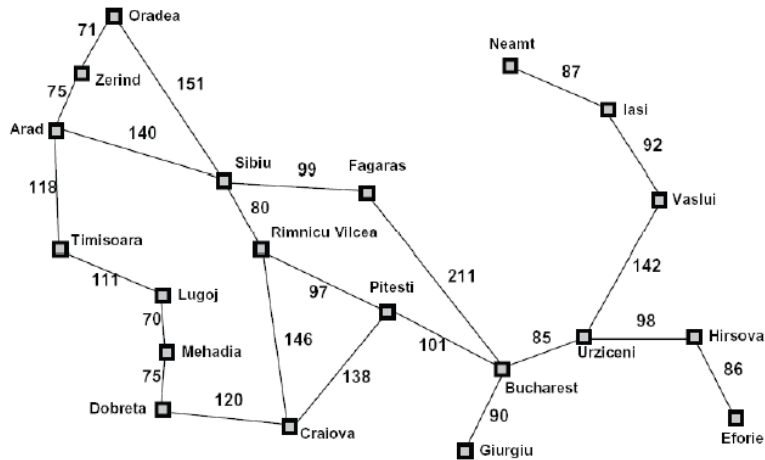 71
Oradea
Neamt
87
Zerind
151
75
Iasi
Arad
140
92
Sibiu
99
Fagaras
118
80
Vaslui
Rimnicu Vilcea
Timisoara
142
111
Lugoj
97
Pitesti
211
70
98
Hirsova
146
101
85
Urziceni
Mehadia
86
138
75
Bucharest
Dobreta
120
90
Craiova
Eforie
Giurgiu